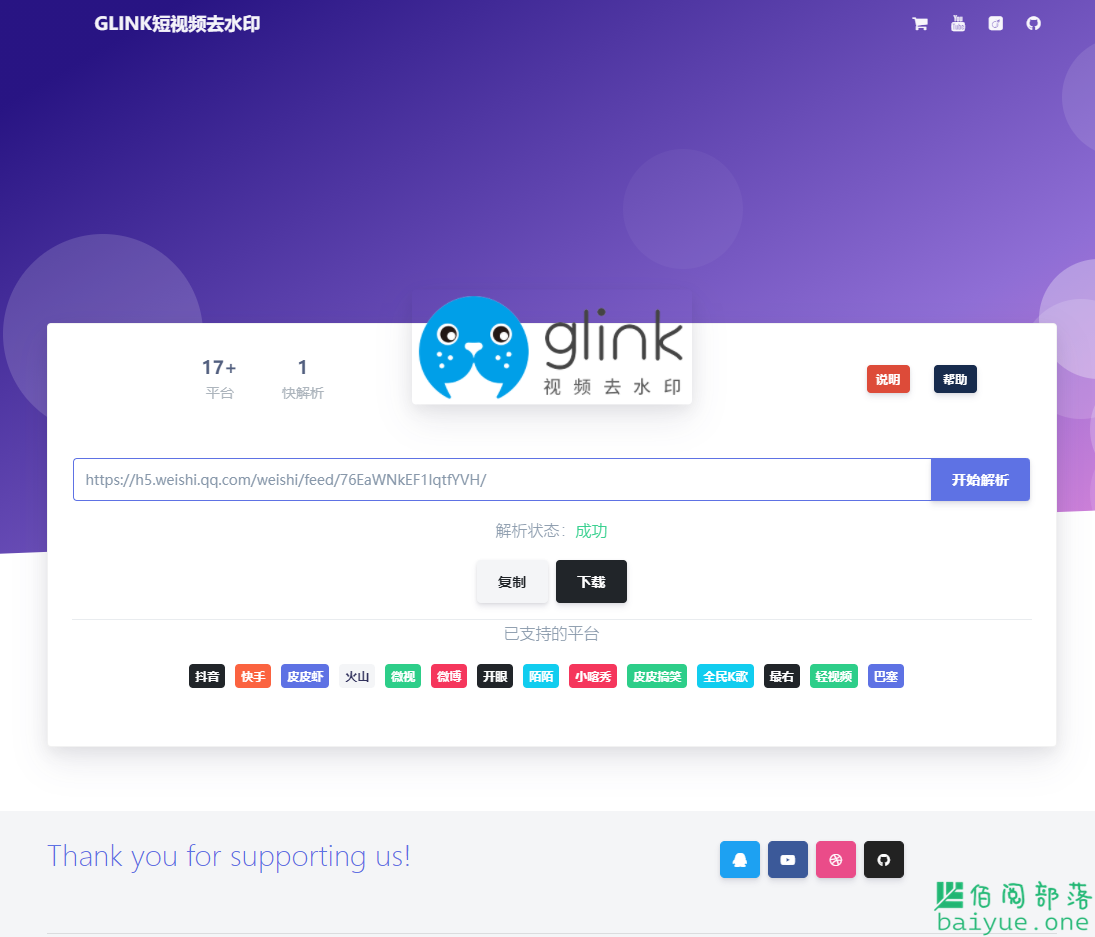 GLINK短视频去水印
glink
视频去水印
17+
1
平台
快解析
说明
帮助
https://h5.weishi.qq.com/weishi/feed/76EaWNkEF1IqtfYVH/
开始解析
解析状态：成功
复制
下载
已支持的平台
抖音 快手 皮皮虾 火山 微视 微博 开眼 陌陌 小咖秀 皮皮搞笑 全民K歌 最右 轻视频 巴塞
Thank you for supporting us!
佰阅部落
baiyue.one